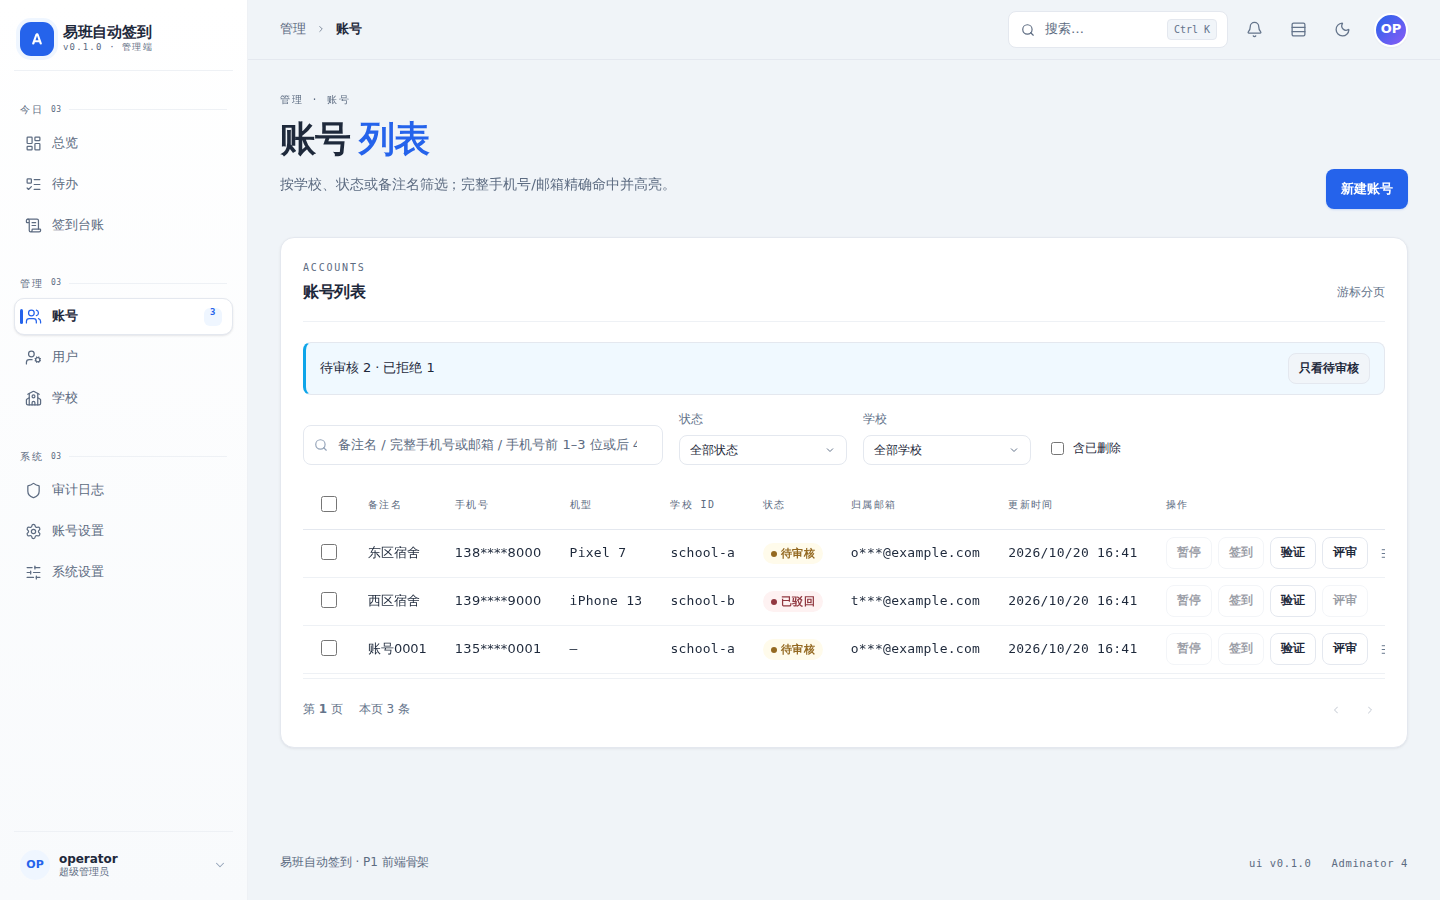 A
易班自动签到
v0.1.0 · 管理端
管理 › 账号
搜索…
Ctrl K
OP
今日 03
总览
待办
签到台账
管理 03
账号 3
用户
学校
系统 03
审计日志
账号设置
系统设置
OP
operator
超级管理员
管理 · 账号
账号 列表
按学校、状态或备注名筛选；完整手机号/邮箱精确命中并高亮。
新建账号
ACCOUNTS
账号列表
游标分页
待审核 2 · 已拒绝 1
只看待审核
备注名 / 完整手机号或邮箱 / 手机号前 1–3 位或后
状态
全部状态
学校
全部学校
含已删除
备注名 手机号 机型 学校 ID 状态 归属邮箱 更新时间 操作
东区宿舍 138****8000 Pixel 7 school-a 待审核 o***@example.com 2026/10/20 16:41 暂停 签到 验证 评审
西区宿舍 139****9000 iPhone 13 school-b 已驳回 t***@example.com 2026/10/20 16:41 暂停 签到 验证 评审
账号0001 135****0001 — school-a 待审核 o***@example.com 2026/10/20 16:41 暂停 签到 验证 评审
第 1 页 本页 3 条
‹ ›
易班自动签到 · P1 前端骨架
ui v0.1.0 Adminator 4